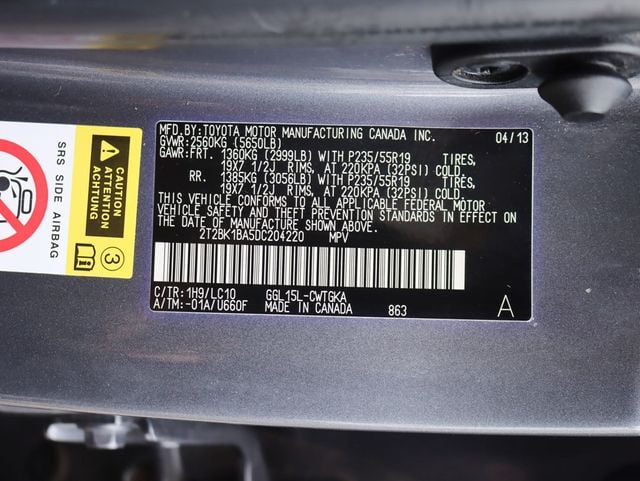 MFD.BY:TOYOTA MOTOR MANUFACTURING CANADA INC. 04/13
GVWR:2560KG (5650LB)
GAWR:FRT. 1360KG (2999LB) WITH P235/55R19 TIRES,
19X7 1/2J RIMS, AT 220KPA (32PSI) COLD
RR. 1385KG (3056LB) WITH P235/55R19 TIRES,
19X7 1/2J RIMS, AT 220KPA (32PSI) COLD
THIS VEHICLE CONFORMS TO ALL APPLICABLE FEDERAL MOTOR
VEHICLE SAFETY AND THEFT PREVENTION STANDARDS IN EFFECT ON
THE DATE OF MANUFACTURE SHOWN ABOVE.
2T2BK1BA5DC204220 MPV
C/TR:1H9/LC10 GGL15L-CWTGKA
A/TM:-01A/U660F MADE IN CANADA 863 A
SRS SIDE AIRBAG
CAUTION
ATTENTION
ACHTUNG
3